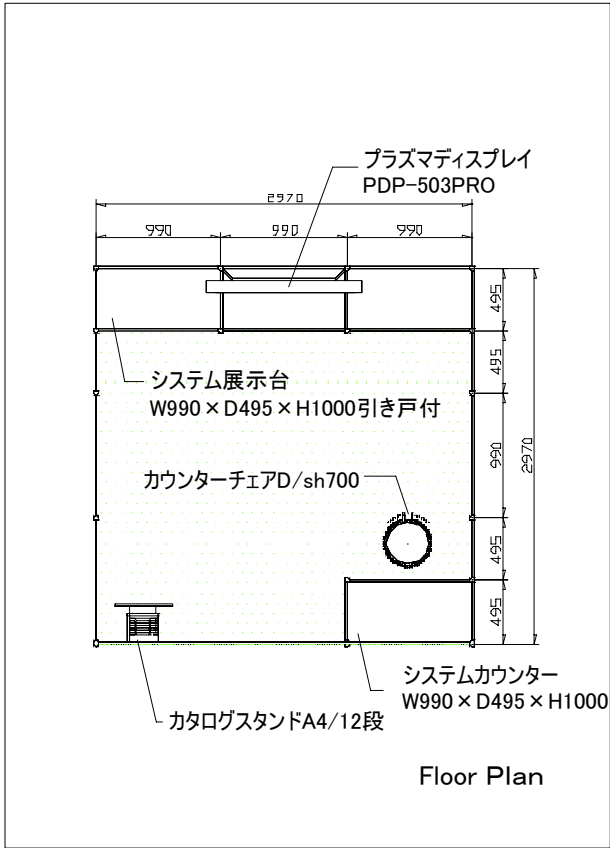 プラズマディスプレイ
PDP-503PRO
2970
990
990
990
495
システム展示台
W990×D495×H1000引き戸付
495
990
2970
カウンターチェアD/sh700
495
495
システムカウンター
W990×D495×H1000
カタログスタンドA4/12段
Floor Plan